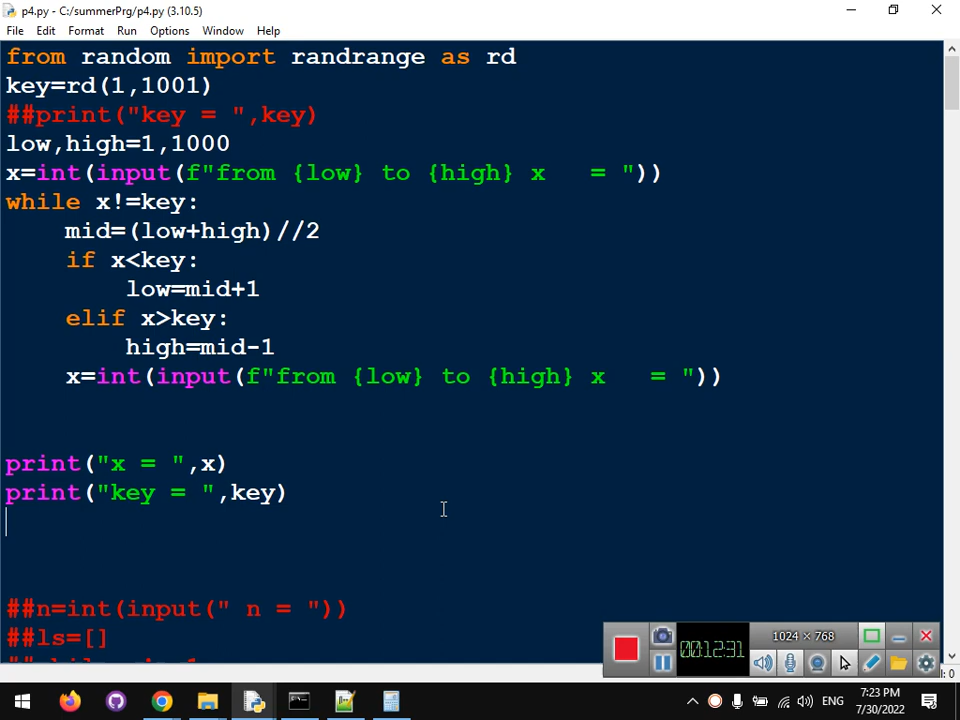 p4.py - C:/summerPrg/p4.py (3.10.5)
File Edit Format Run Options Window Help
from random import randrange as rd
key=rd(1,1001)
##print("key = ",key)
low,high=1,1000
x=int(input(f"from {low} to {high} x   = "))
while x!=key:
    mid=(low+high)//2
    if x<key:
        low=mid+1
    elif x>key:
        high=mid-1
    x=int(input(f"from {low} to {high} x   = "))
print("x = ",x)
print("key = ",key)
##n=int(input(" n = "))
##ls=[]
1024 × 768
00:12:31
: 0
ENG
7:23 PM
7/30/2022